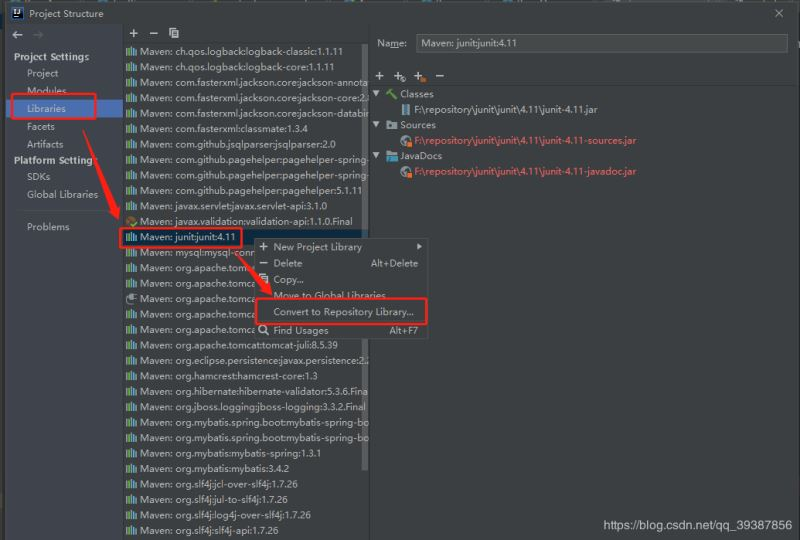 Project Structure
Project Settings
Project
Modules
Libraries
Facets
Artifacts
Platform Settings
SDKs
Global Libraries
Problems
Maven: ch.qos.logback:logback-classic:1.1.11
Maven: ch.qos.logback:logback-core:1.1.11
Maven: com.fasterxml.jackson.core:jackson-annota
Maven: com.fasterxml.jackson.core:jackson-core:2.8
Maven: com.fasterxml.jackson.core:jackson-databin
Maven: com.fasterxml:classmate:1.3.4
Maven: com.github.jsqlparser:jsqlparser:2.0
Maven: com.github.pagehelper:pagehelper-spring-
Maven: com.github.pagehelper:pagehelper-spring-
Maven: com.github.pagehelper:pagehelper:5.1.11
Maven: javax.servlet:javax.servlet-api:3.1.0
Maven: javax.validation:validation-api:1.1.0.Final
Maven: junit:junit:4.11
Maven: mysql:mysql-conn
Maven: org.apache.tomca
Maven: org.apache.tomca
Maven: org.apache.tomca
Maven: org.apache.tomca
Maven: org.apache.tomca
Maven: org.apache.tomcat:tomcat-juli:8.5.39
Maven: org.eclipse.persistence:javax.persistence:2.2
Maven: org.hamcrest:hamcrest-core:1.3
Maven: org.hibernate:hibernate-validator:5.3.6.Final
Maven: org.jboss.logging:jboss-logging:3.3.2.Final
Maven: org.mybatis.spring.boot:mybatis-spring-bo
Maven: org.mybatis.spring.boot:mybatis-spring-bo
Maven: org.mybatis:mybatis-spring:1.3.1
Maven: org.mybatis:mybatis:3.4.2
Maven: org.slf4j:jcl-over-slf4j:1.7.26
Maven: org.slf4j:jul-to-slf4j:1.7.26
Maven: org.slf4j:log4j-over-slf4j:1.7.26
Maven: org.slf4j:slf4j-api:1.7.26
New Project Library
Delete Alt+Delete
Copy...
Move to Global Libraries...
Convert to Repository Library...
Find Usages Alt+F7
Name: Maven: junit:junit:4.11
Classes
F:\repository\junit\junit\4.11\junit-4.11.jar
Sources
F:\repository\junit\junit\4.11\junit-4.11-sources.jar
JavaDocs
F:\repository\junit\junit\4.11\junit-4.11-javadoc.jar
https://blog.csdn.net/qq_39387856